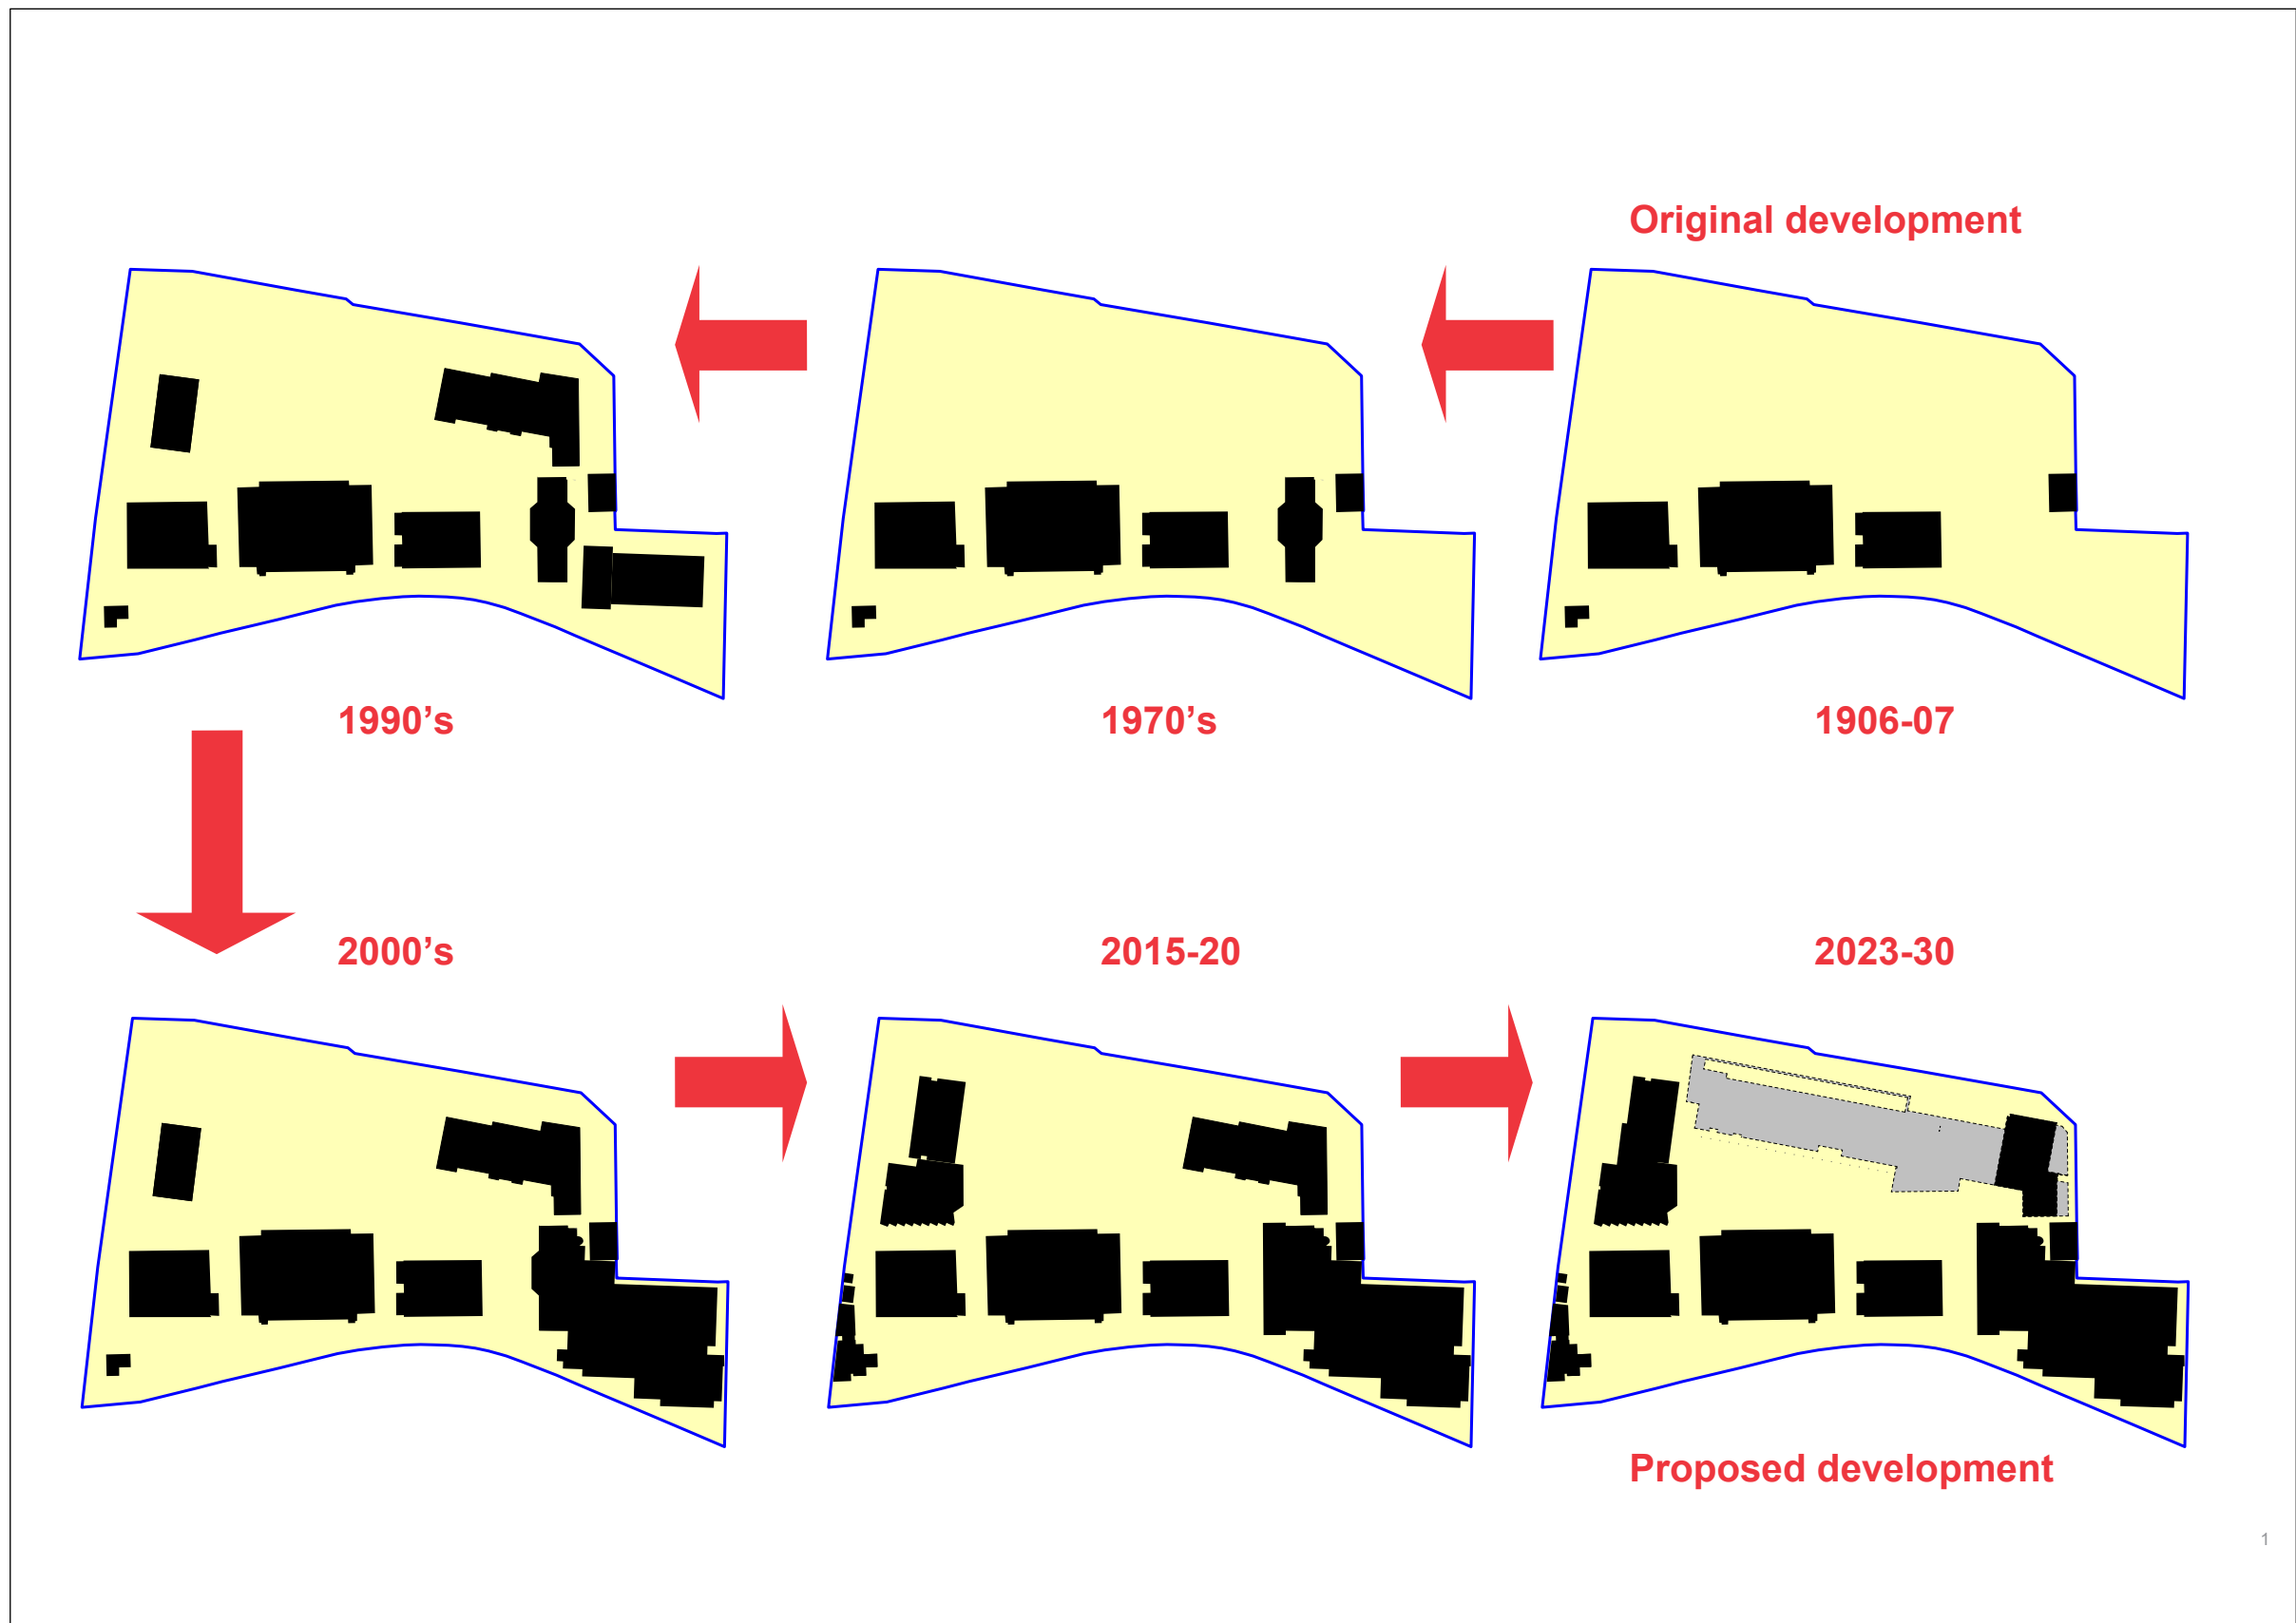 Original development
1990’s
1970’s
1906-07
2000’s
2015-20
2023-30
Proposed development
1